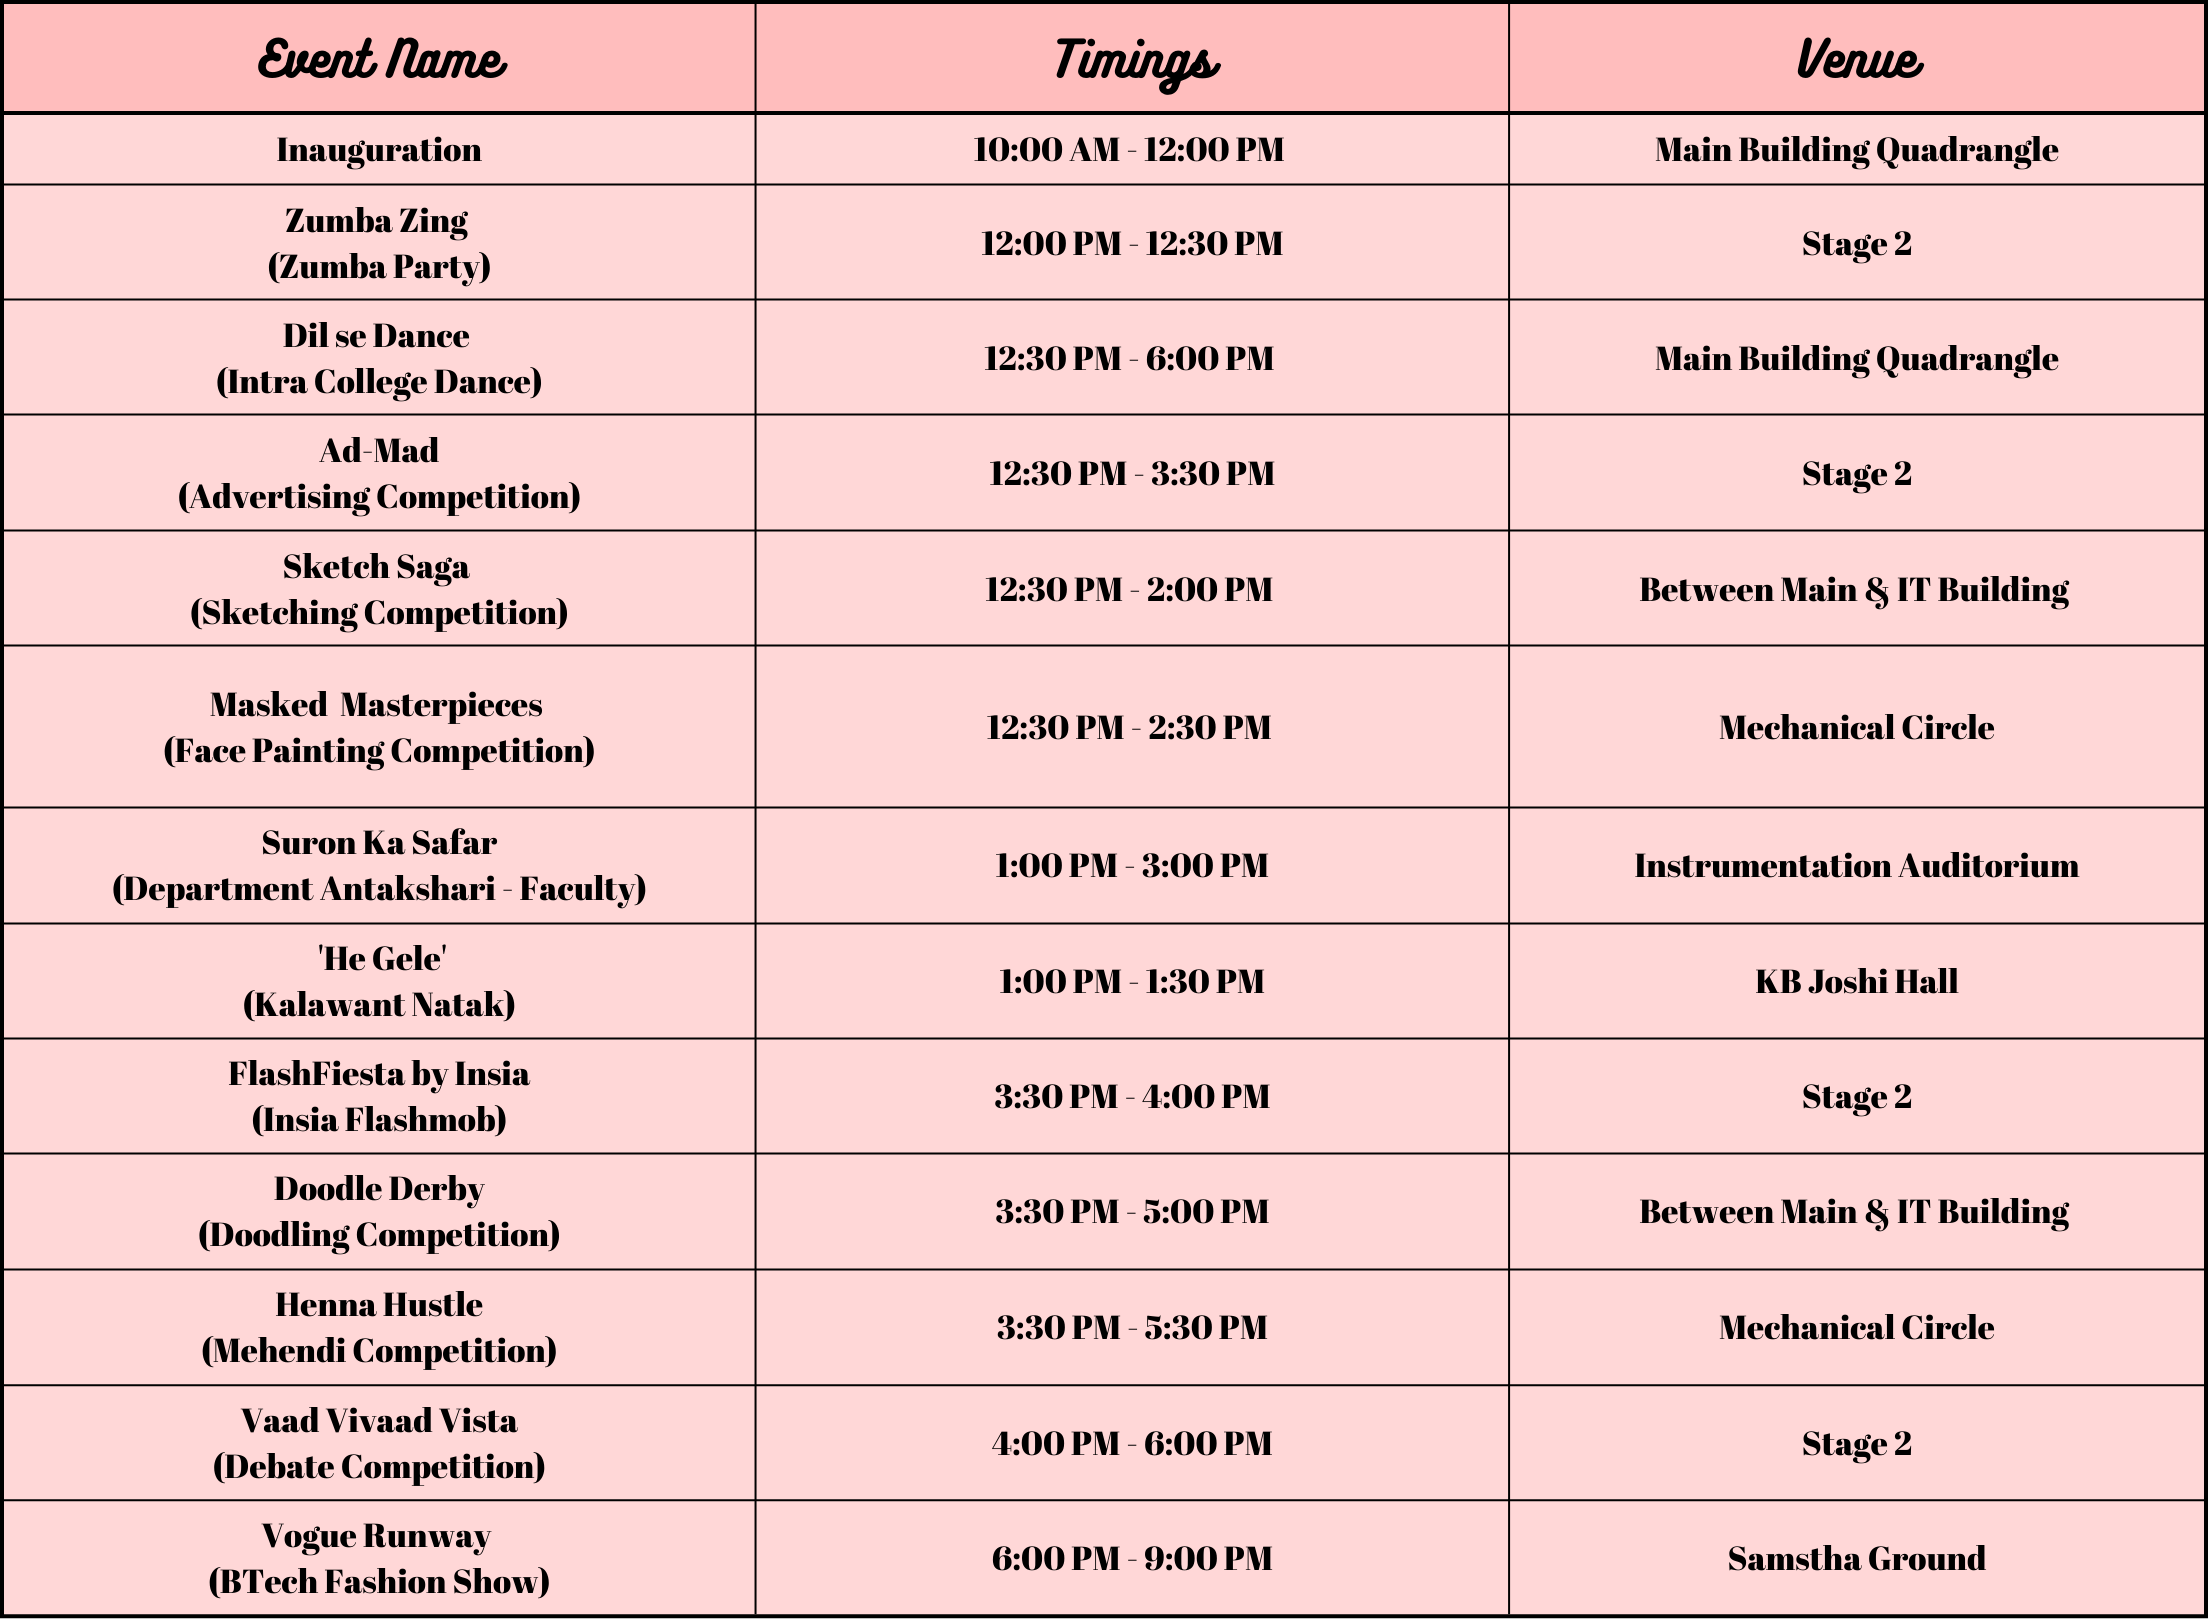 Event Name Timings Venue
Inauguration 10:00 AM - 12:00 PM Main Building Quadrangle
Zumba Zing
(Zumba Party) 12:00 PM - 12:30 PM Stage 2
Dil se Dance
(Intra College Dance) 12:30 PM - 6:00 PM Main Building Quadrangle
Ad-Mad
(Advertising Competition) 12:30 PM - 3:30 PM Stage 2
Sketch Saga
(Sketching Competition) 12:30 PM - 2:00 PM Between Main & IT Building
Masked Masterpieces
(Face Painting Competition) 12:30 PM - 2:30 PM Mechanical Circle
Suron Ka Safar
(Department Antakshari - Faculty) 1:00 PM - 3:00 PM Instrumentation Auditorium
'He Gele'
(Kalawant Natak) 1:00 PM - 1:30 PM KB Joshi Hall
FlashFiesta by Insia
(Insia Flashmob) 3:30 PM - 4:00 PM Stage 2
Doodle Derby
(Doodling Competition) 3:30 PM - 5:00 PM Between Main & IT Building
Henna Hustle
(Mehendi Competition) 3:30 PM - 5:30 PM Mechanical Circle
Vaad Vivaad Vista
(Debate Competition) 4:00 PM - 6:00 PM Stage 2
Vogue Runway
(BTech Fashion Show) 6:00 PM - 9:00 PM Samstha Ground